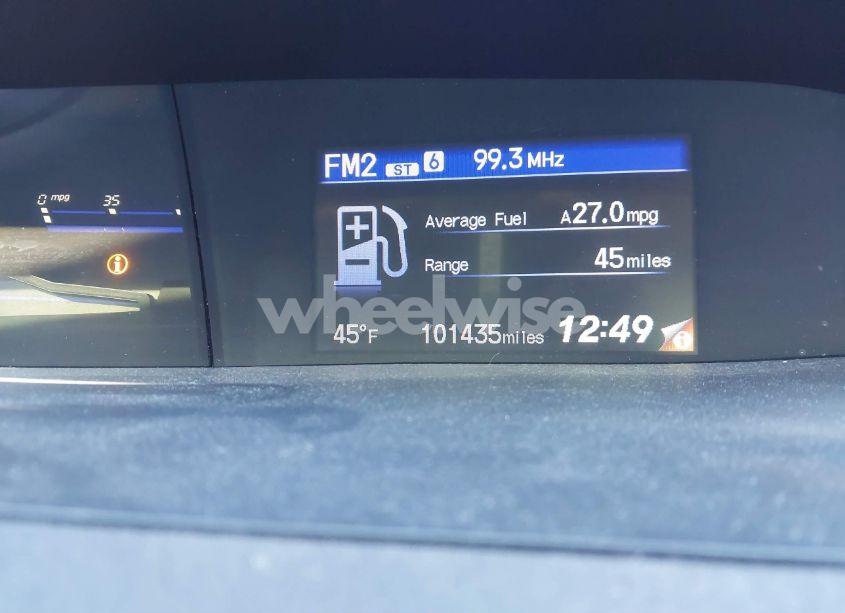 FM2 ST 6 99.3 MHz
0 mpg 35
Average Fuel A27.0mpg
Range 45miles
wheelwise
45°F 101435miles 12:49